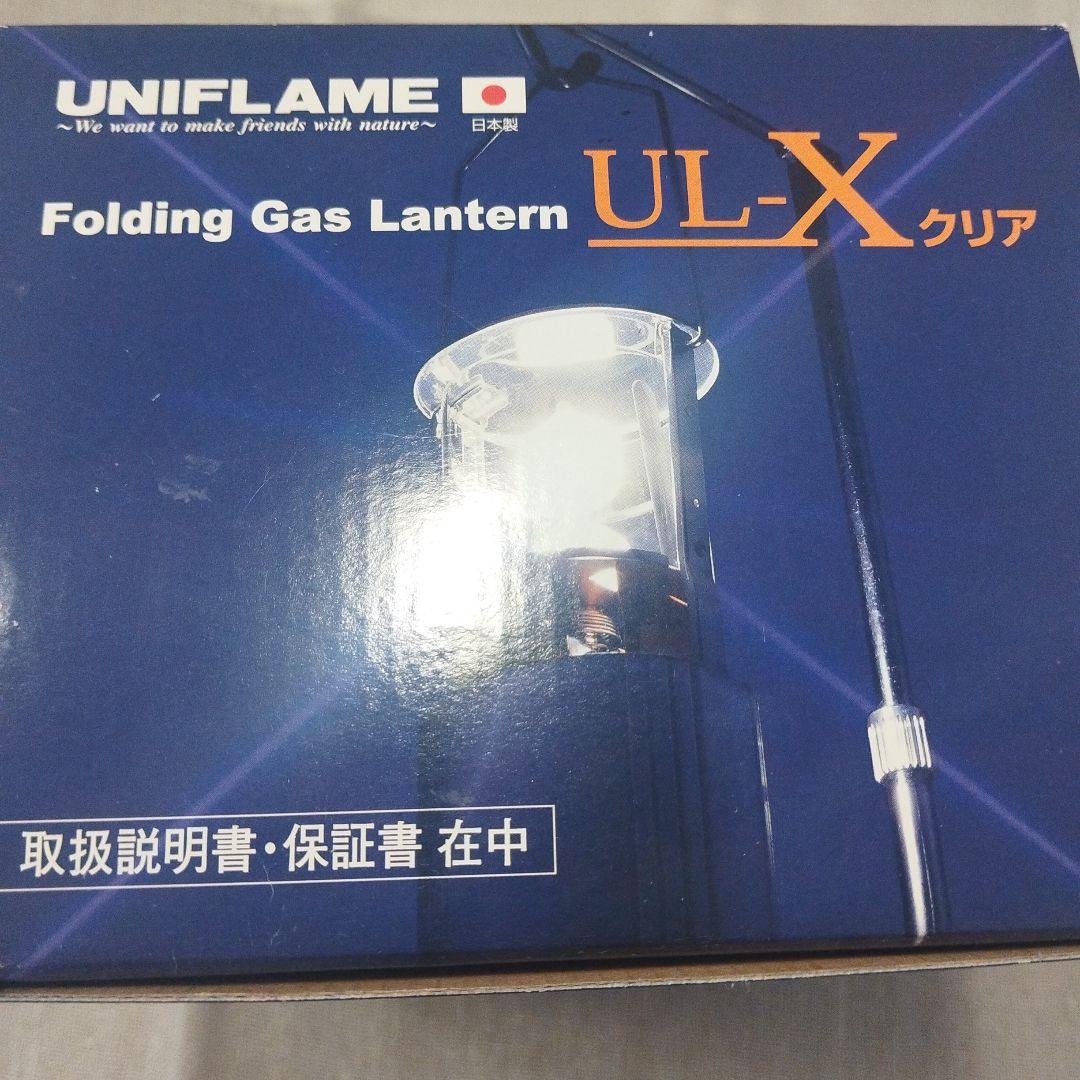 UNIFLAME
~We want to make friends with nature~
日本製
Folding Gas Lantern UL-X クリア
取扱説明書・保証書 在中